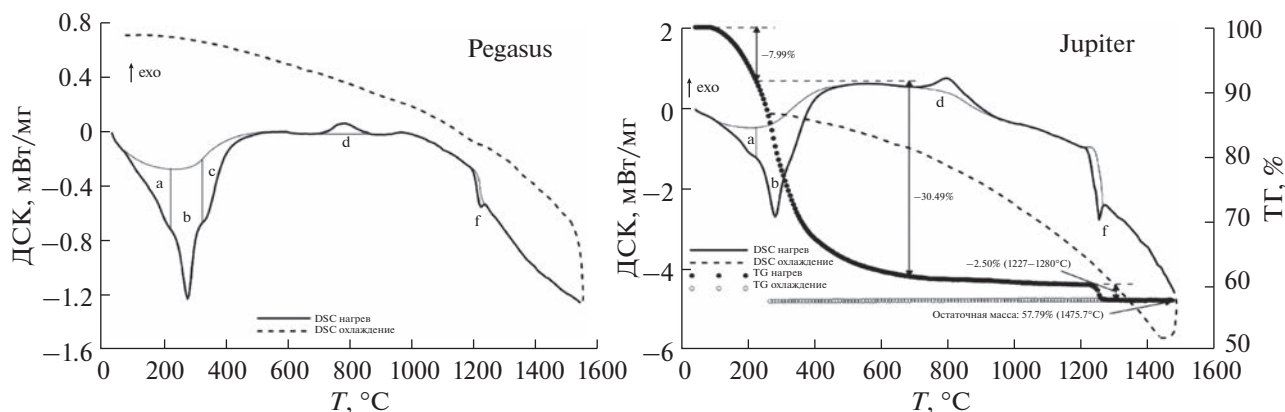 0.8
0.4
0
−0.4
−0.8
−1.2
−1.6
ДСК, мВт/мг
Pegasus
exo
a
b
c
d
f
DSC нагрев
DSC охлаждение
0
200
400
600
800
1000
1200
1400
1600
T, °C
2
0
−2
−4
−6
ДСК, мВт/мг
Jupiter
exo
−7.99%
a
b
d
f
−30.49%
−2.50% (1227−1280°C)
Остаточная масса: 57.79% (1475.7°C)
DSC нагрев
DSC охлаждение
TG нагрев
TG охлаждение
100
90
80
70
60
50
ТГ, %
0
200
400
600
800
1000
1200
1400
1600
T, °C